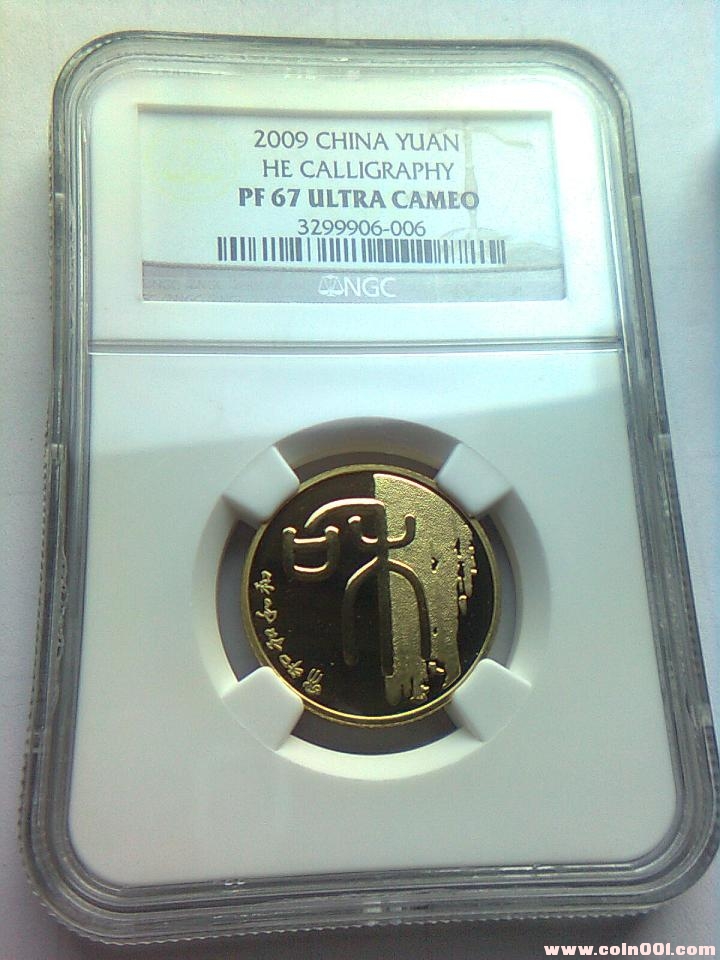 2009 CHINA YUAN
HE CALLIGRAPHY
PF 67 ULTRA CAMEO
3299906-006
NGC
www.coin001.com